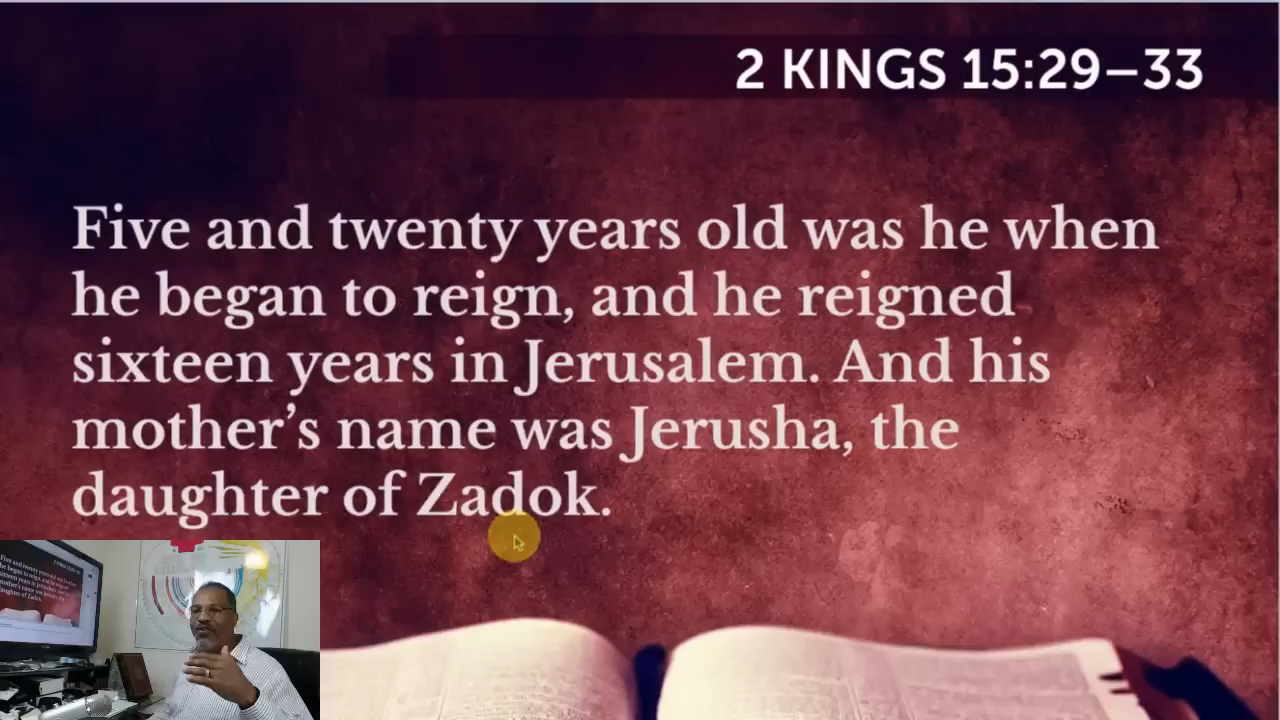 2 KINGS 15:29–33
Five and twenty years old was he when
he began to reign, and he reigned
sixteen years in Jerusalem. And his
mother’s name was Jerusha, the
daughter of Zadok.